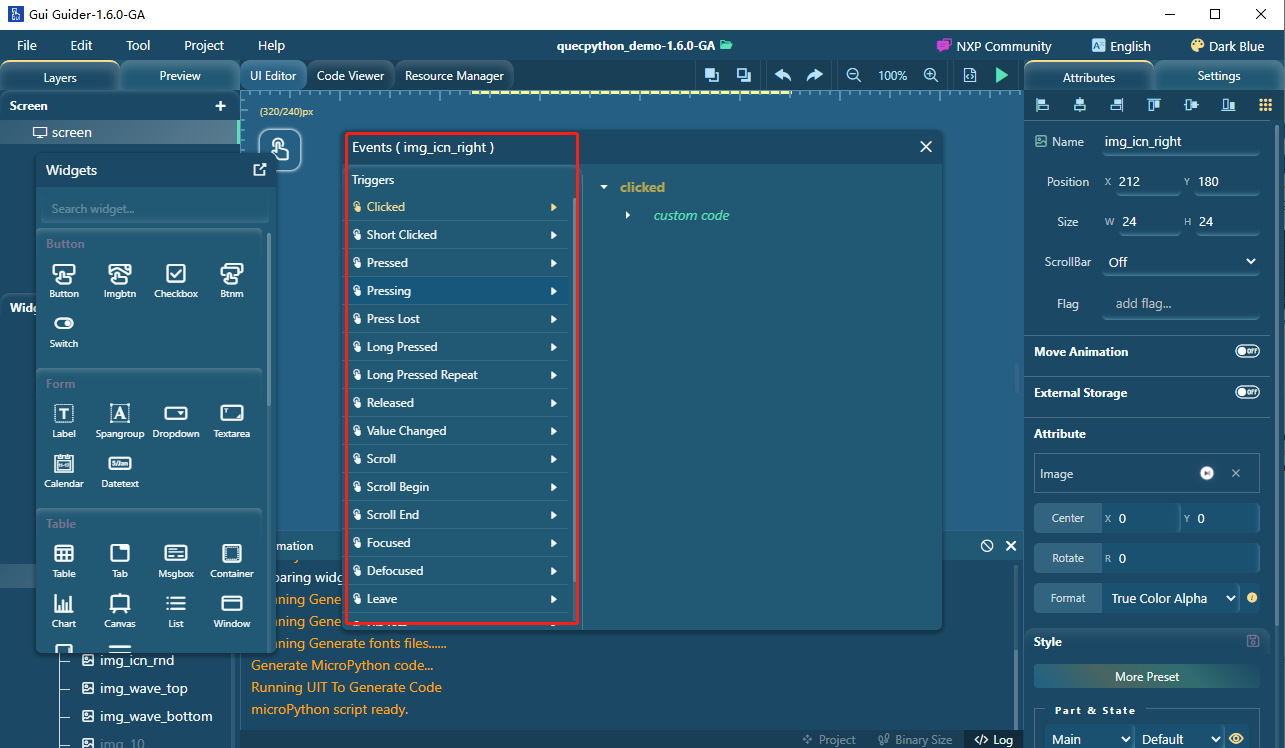 Gui Guider-1.6.0-GA
File Edit Tool Project Help quecpython_demo-1.6.0-GA NXP Community English Dark Blue
Layers Preview UI Editor Code Viewer Resource Manager 100% Attributes Settings
Screen +
screen
(320/240)px
Widgets
Search widget...
Button
Button Imgbtn Checkbox Btnm
Switch
Form
Label Spangroup Dropdown Textarea
Calendar Datetext
Table
Table Tab Msgbox Container
Chart Canvas List Window
img_icn_rnd
img_wave_top
img_wave_bottom
img_10
Events ( img_icn_right )
Triggers
Clicked
Short Clicked
Pressed
Pressing
Press Lost
Long Pressed
Long Pressed Repeat
Released
Value Changed
Scroll
Scroll Begin
Scroll End
Focused
Defocused
Leave
clicked
custom code
Generate fonts files......
Generate MicroPython code...
Running UIT To Generate Code
microPython script ready.
Project Binary Size Log
Name img_icn_right
Position X 212 Y 180
Size W 24 H 24
ScrollBar Off
Flag add flag...
Move Animation OFF
External Storage OFF
Attribute
Image
Center X 0 Y 0
Rotate R 0
Format True Color Alpha
Style
More Preset
Part & State
Main Default